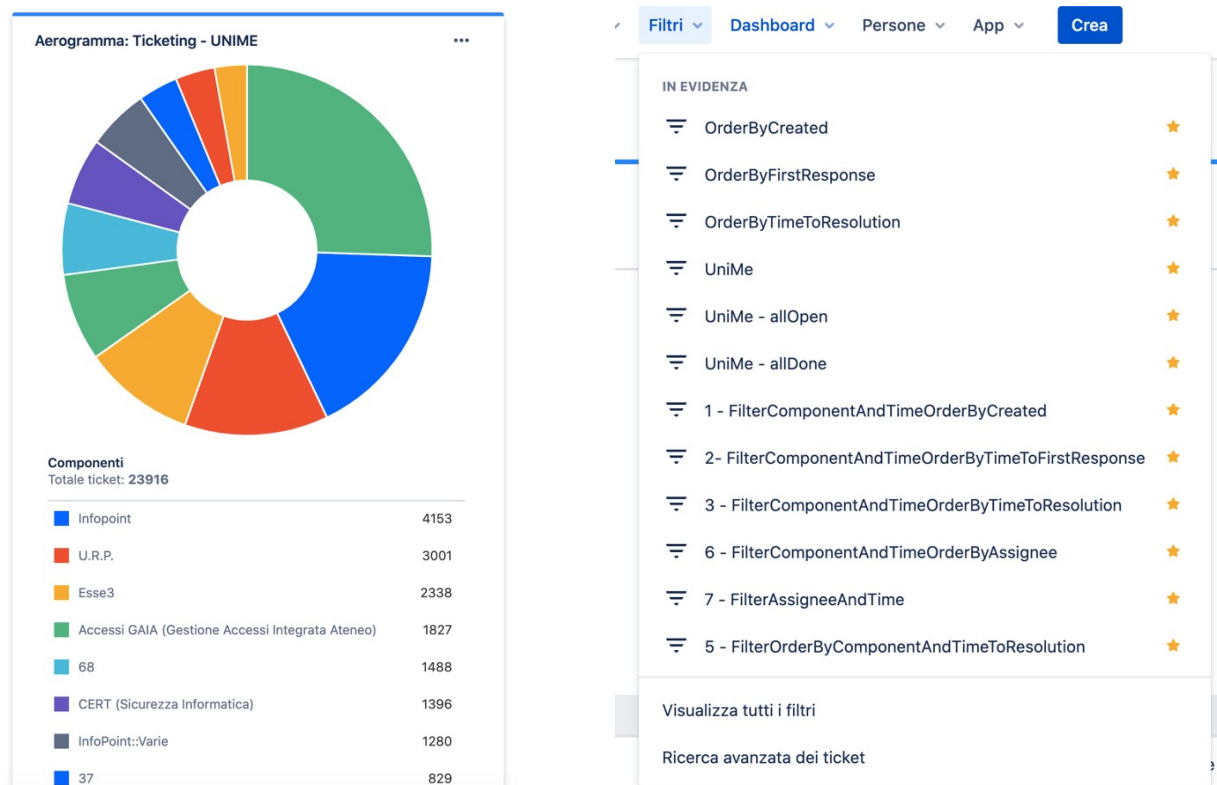 Aerogramma: Ticketing - UNIME
Componenti
Totale ticket: 23916
Infopoint 4153
U.R.P. 3001
Esse3 2338
Accessi GAIA (Gestione Accessi Integrata Ateneo) 1827
68 1488
CERT (Sicurezza Informatica) 1396
InfoPoint::Varie 1280
37 829
Filtri Dashboard Persone App Crea
IN EVIDENZA
OrderByCreated
OrderByFirstResponse
OrderByTimeToResolution
UniMe
UniMe - allOpen
UniMe - allDone
1 - FilterComponentAndTimeOrderByCreated
2- FilterComponentAndTimeOrderByTimeToFirstResponse
3 - FilterComponentAndTimeOrderByTimeToResolution
6 - FilterComponentAndTimeOrderByAssignee
7 - FilterAssigneeAndTime
5 - FilterOrderByComponentAndTimeToResolution
Visualizza tutti i filtri
Ricerca avanzata dei ticket